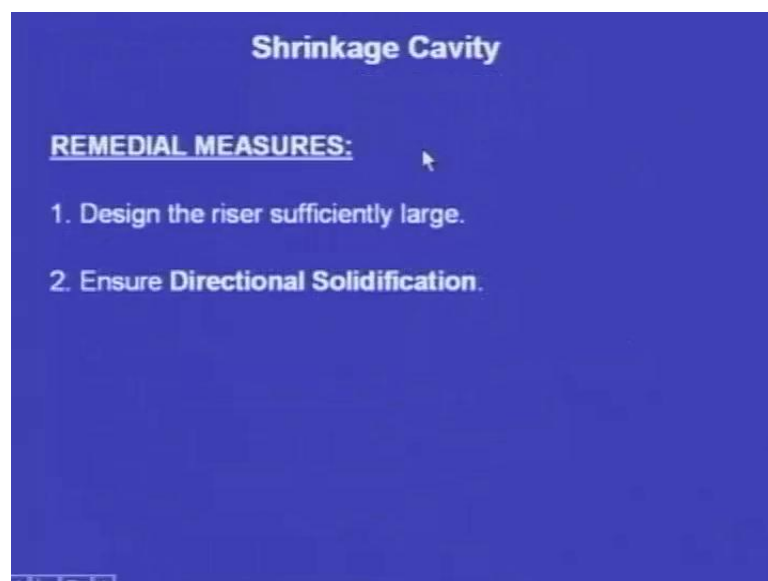 Shrinkage Cavity
REMEDIAL MEASURES:
1. Design the riser sufficiently large.
2. Ensure Directional Solidification.